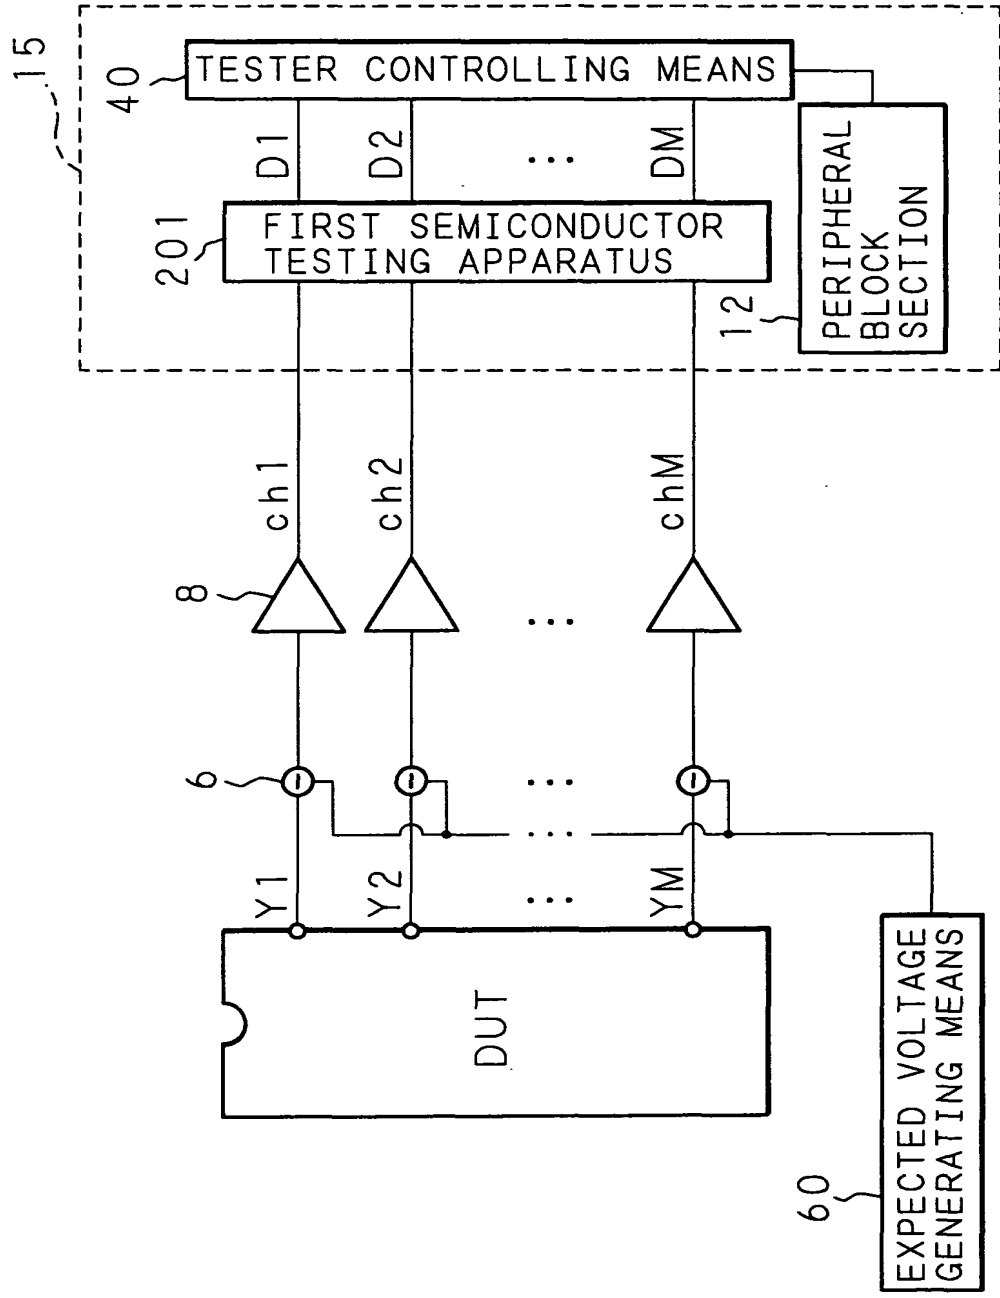 15
40
TESTER CONTROLLING MEANS
D1
D2
...
DM
201
FIRST SEMICONDUCTOR
TESTING APPARATUS
12
PERIPHERAL
BLOCK
SECTION
ch1
ch2
chM
8
...
6
...
...
Y1
Y2
...
YM
DUT
60
EXPECTED VOLTAGE
GENERATING MEANS